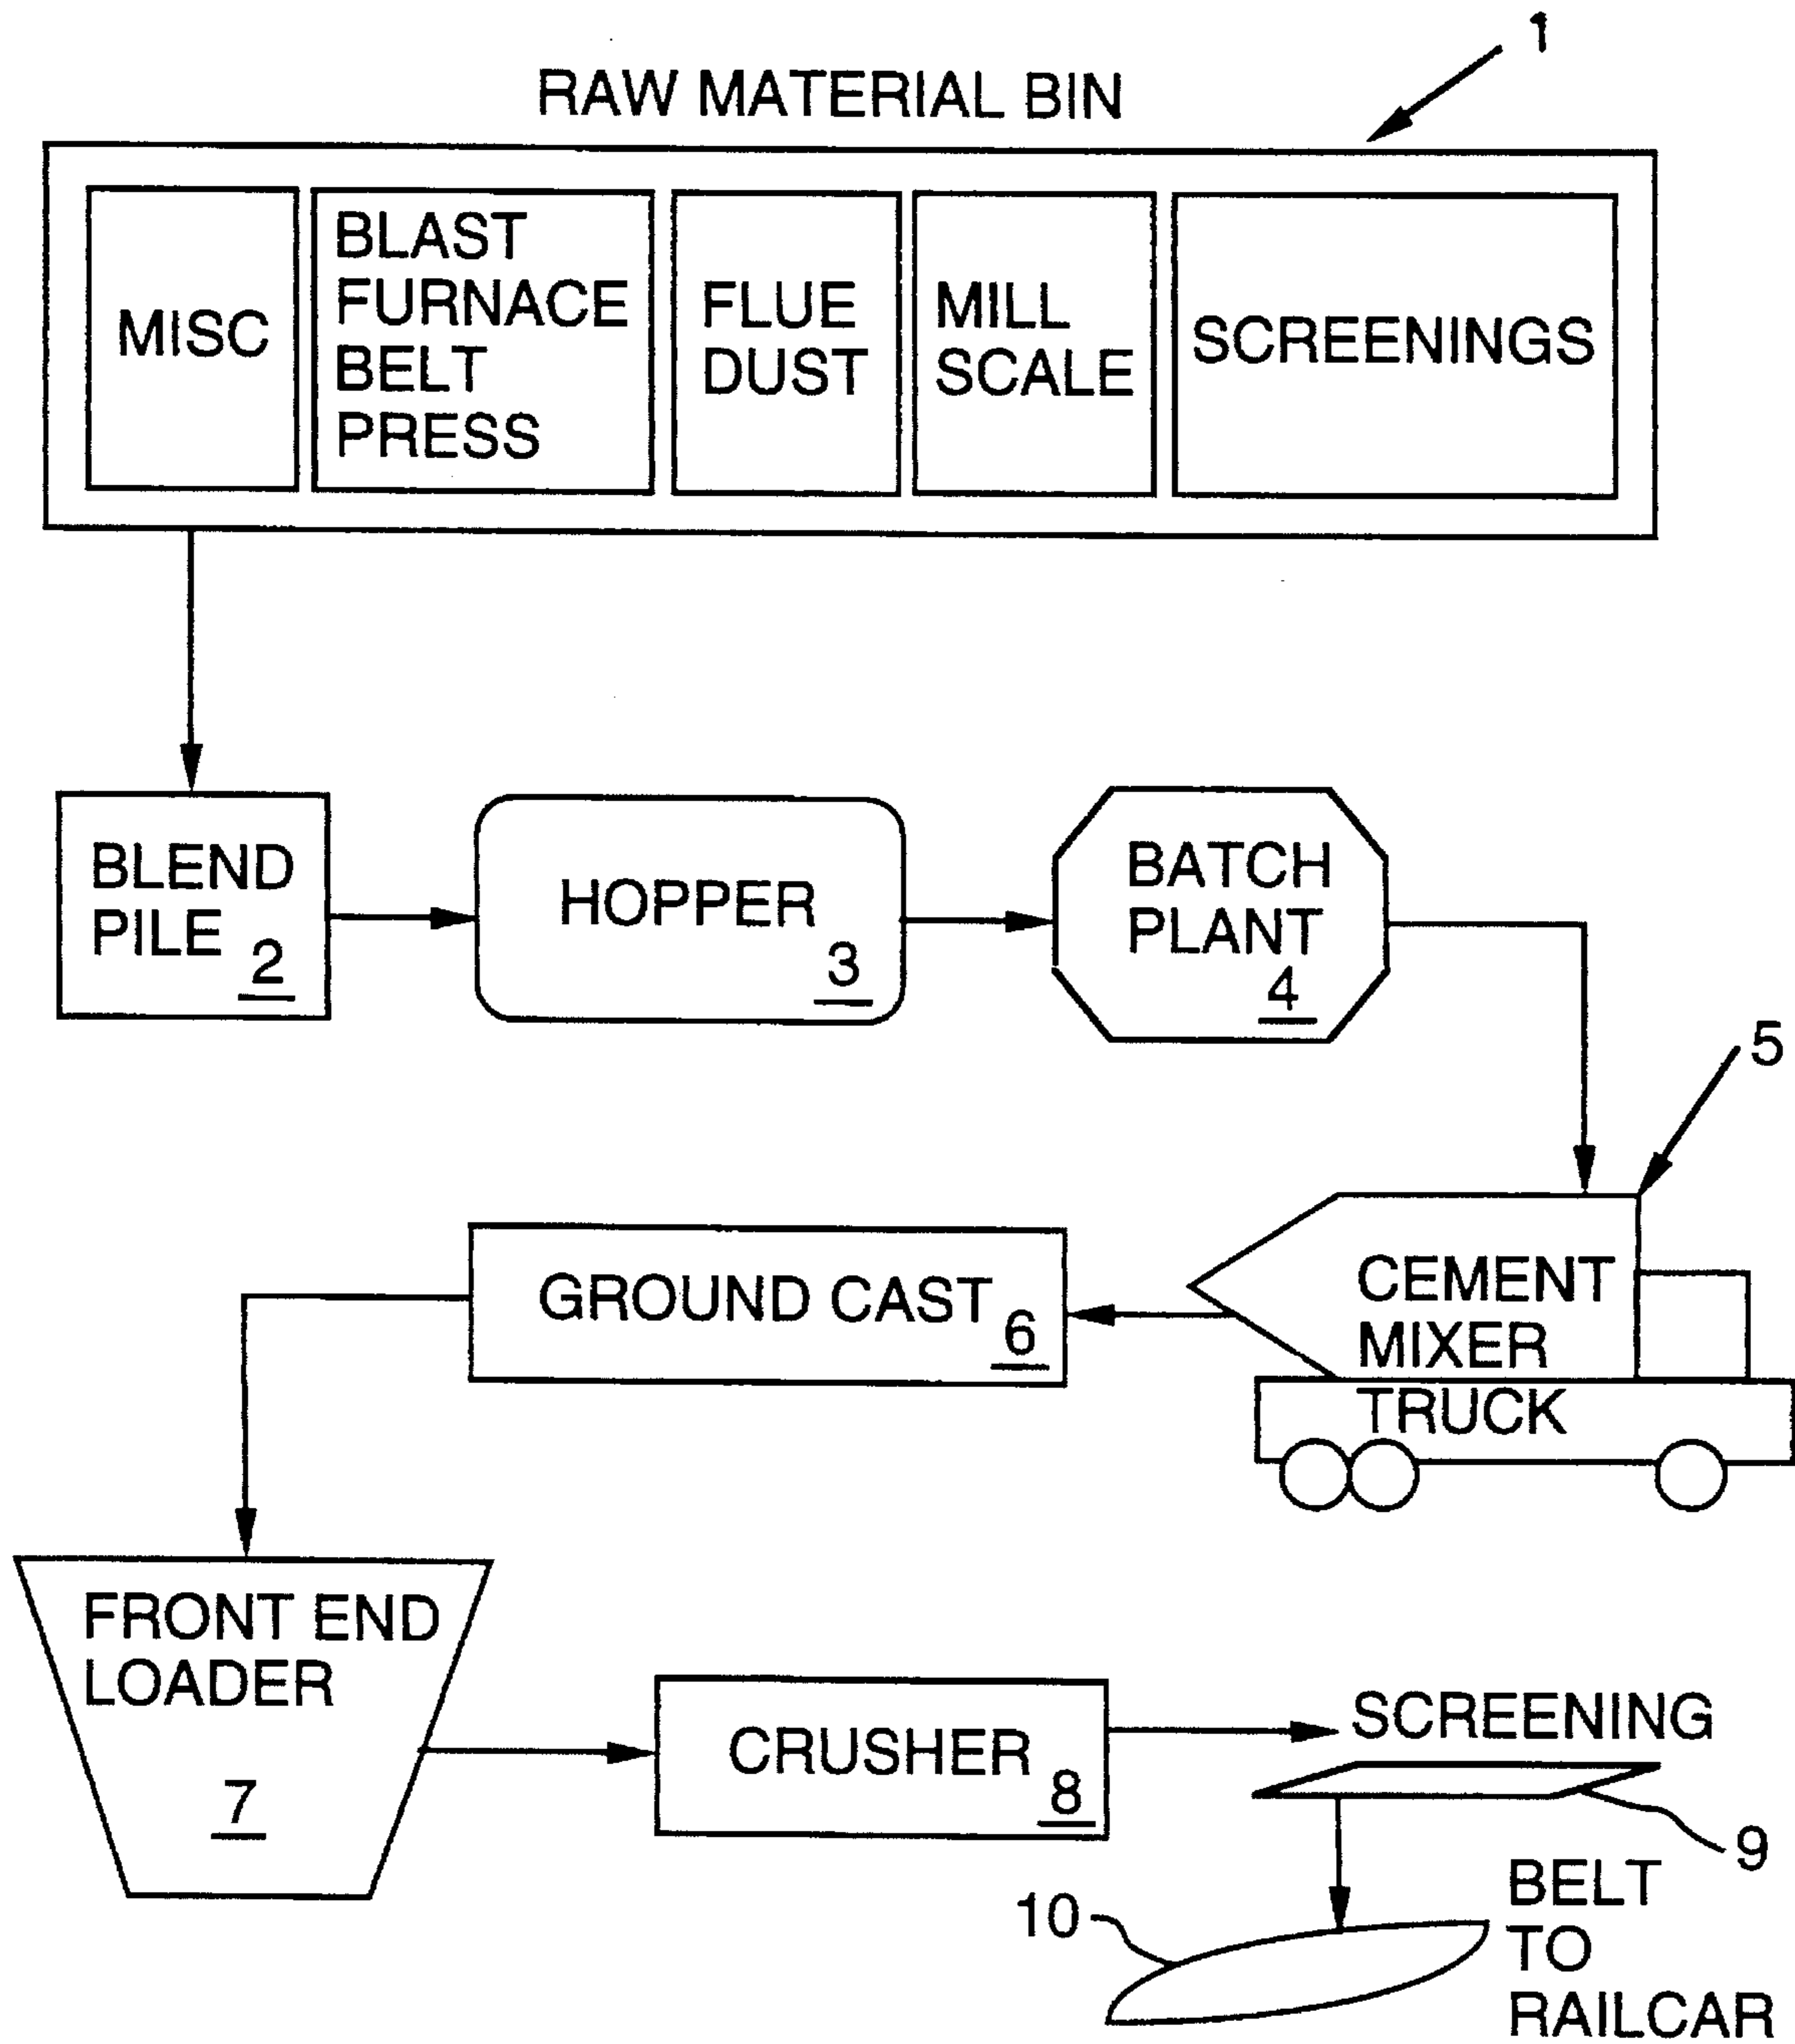 1
RAW MATERIAL BIN
MISC
BLAST
FURNACE
BELT
PRESS
FLUE
DUST
MILL
SCALE
SCREENINGS
BLEND
PILE
2
HOPPER
3
BATCH
PLANT
4
5
CEMENT
MIXER
TRUCK
GROUND CAST
6
FRONT END
LOADER
7
CRUSHER
8
SCREENING
9
10
BELT
TO
RAILCAR